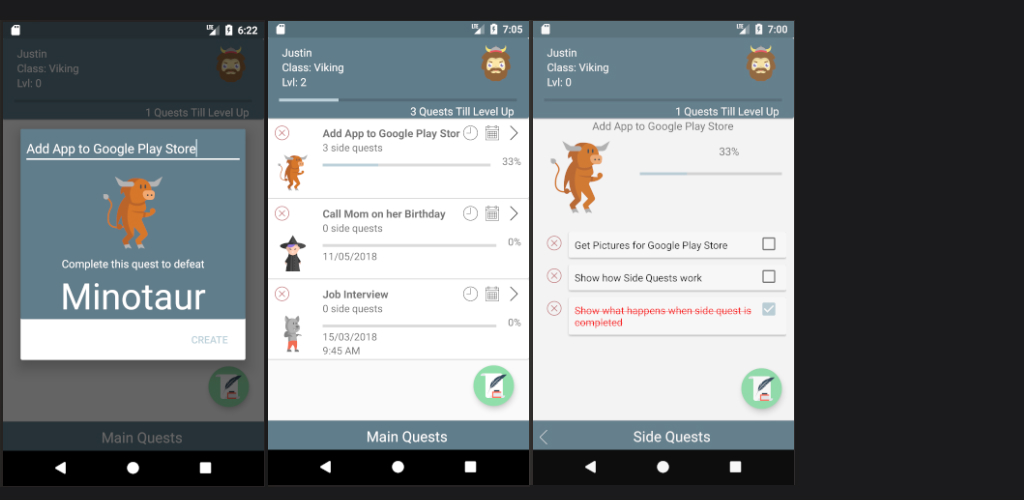 6:22
Justin
Class: Viking
Lvl: 0
1 Quests Till Level Up
Add App to Google Play Store
Complete this quest to defeat
Minotaur
CREATE
Main Quests
7:05
Justin
Class: Viking
Lvl: 2
3 Quests Till Level Up
Add App to Google Play Stor
3 side quests
33%
Call Mom on her Birthday
0 side quests
0%
11/05/2018
Job Interview
0 side quests
0%
15/03/2018
9:45 AM
Main Quests
7:00
Justin
Class: Viking
Lvl: 0
1 Quests Till Level Up
Add App to Google Play Store
33%
Get Pictures for Google Play Store
Show how Side Quests work
Show what happens when side quest is
completed
Side Quests